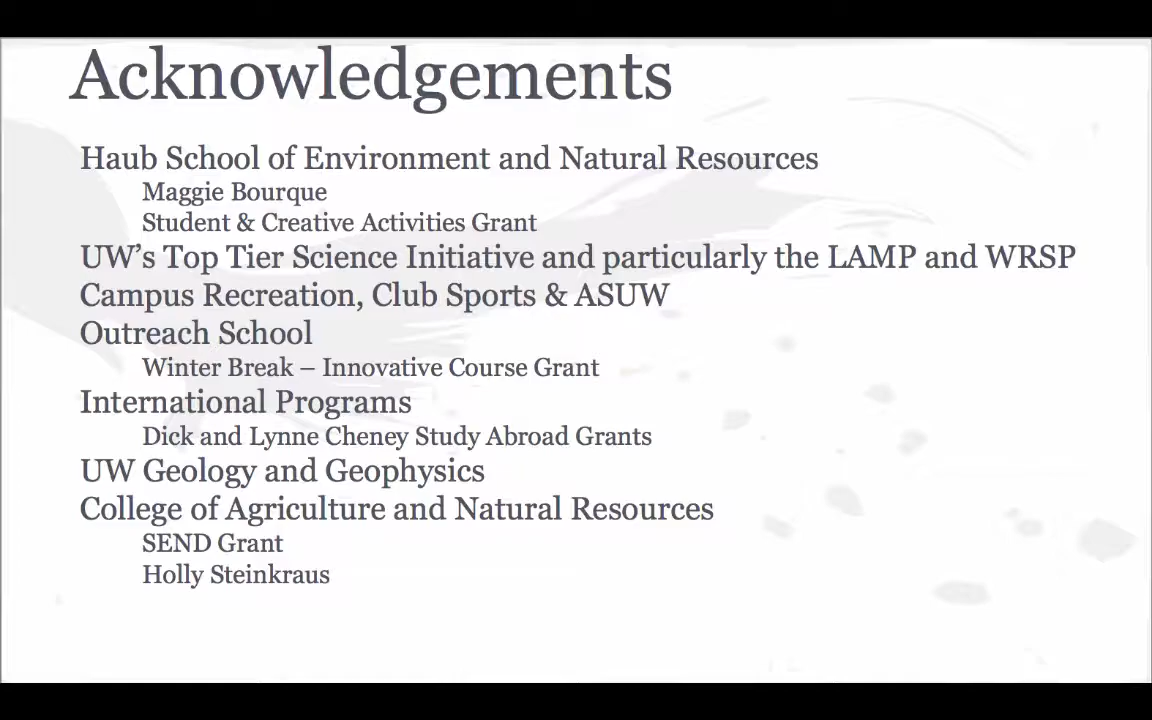 Acknowledgements
Haub School of Environment and Natural Resources
Maggie Bourque
Student & Creative Activities Grant
UW’s Top Tier Science Initiative and particularly the LAMP and WRSP
Campus Recreation, Club Sports & ASUW
Outreach School
Winter Break – Innovative Course Grant
International Programs
Dick and Lynne Cheney Study Abroad Grants
UW Geology and Geophysics
College of Agriculture and Natural Resources
SEND Grant
Holly Steinkraus